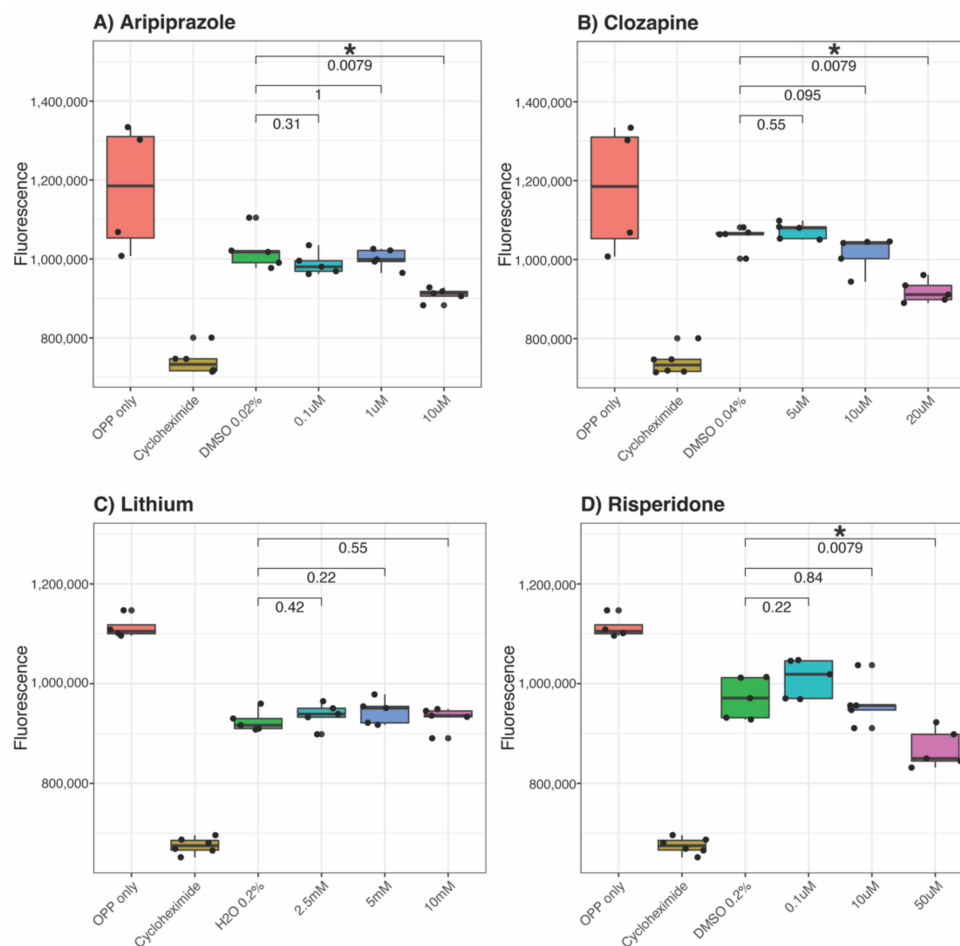 A) Aripiprazole
*
0.0079
1
0.31
1,400,000
1,200,000
1,000,000
800,000
Fluorescence
OPP only
Cycloheximide
DMSO 0.02%
0.1uM
1uM
10uM
B) Clozapine
*
0.0079
0.095
0.55
1,400,000
1,200,000
1,000,000
800,000
Fluorescence
OPP only
Cycloheximide
DMSO 0.04%
5uM
10uM
20uM
C) Lithium
0.55
0.22
0.42
1,200,000
1,000,000
800,000
Fluorescence
OPP only
Cycloheximide
H2O 0.2%
2.5mM
5mM
10mM
D) Risperidone
*
0.0079
0.84
0.22
1,200,000
1,000,000
800,000
Fluorescence
OPP only
Cycloheximide
DMSO 0.2%
0.1uM
10uM
50uM